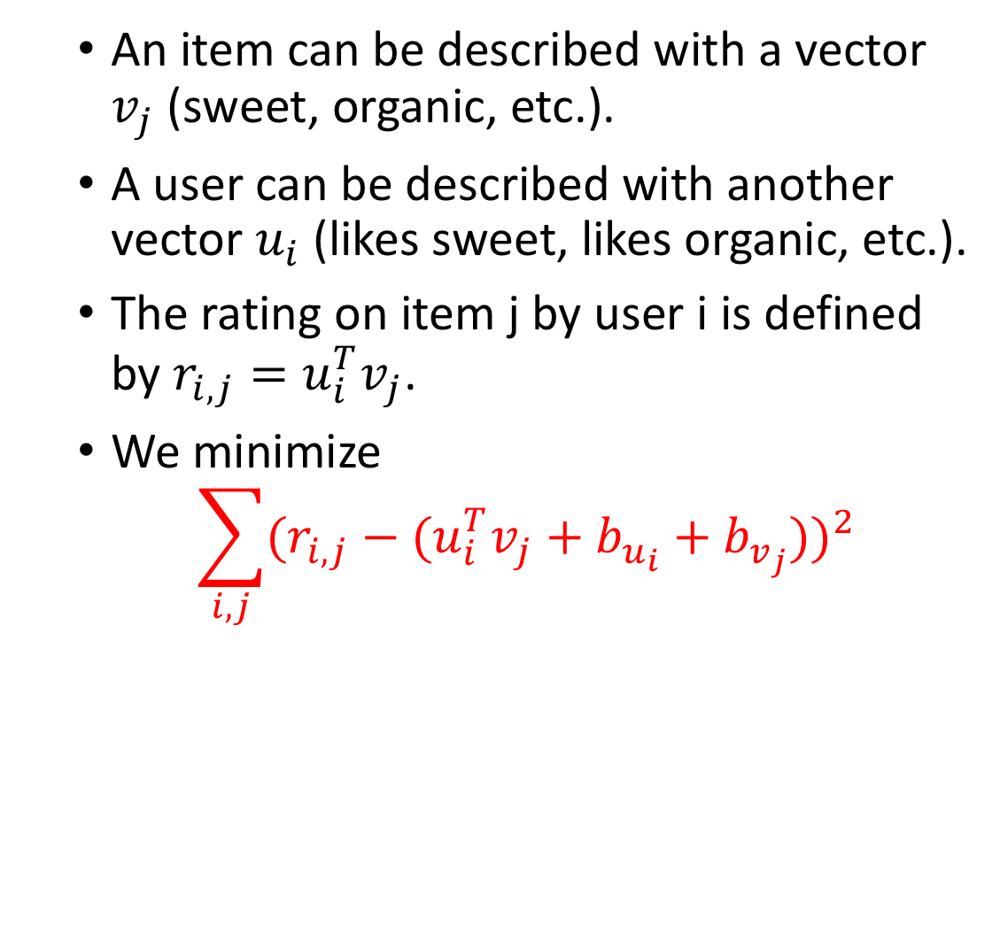 • An item can be described with a vector
𝑣ⱼ (sweet, organic, etc.).
• A user can be described with another
vector 𝑢ᵢ (likes sweet, likes organic, etc.).
• The rating on item j by user i is defined
by $r_{i,j} = u_i^T v_j$.
• We minimize
$\sum_{i,j} (r_{i,j} - (u_i^T v_j + b_{u_i} + b_{v_j}))^2$